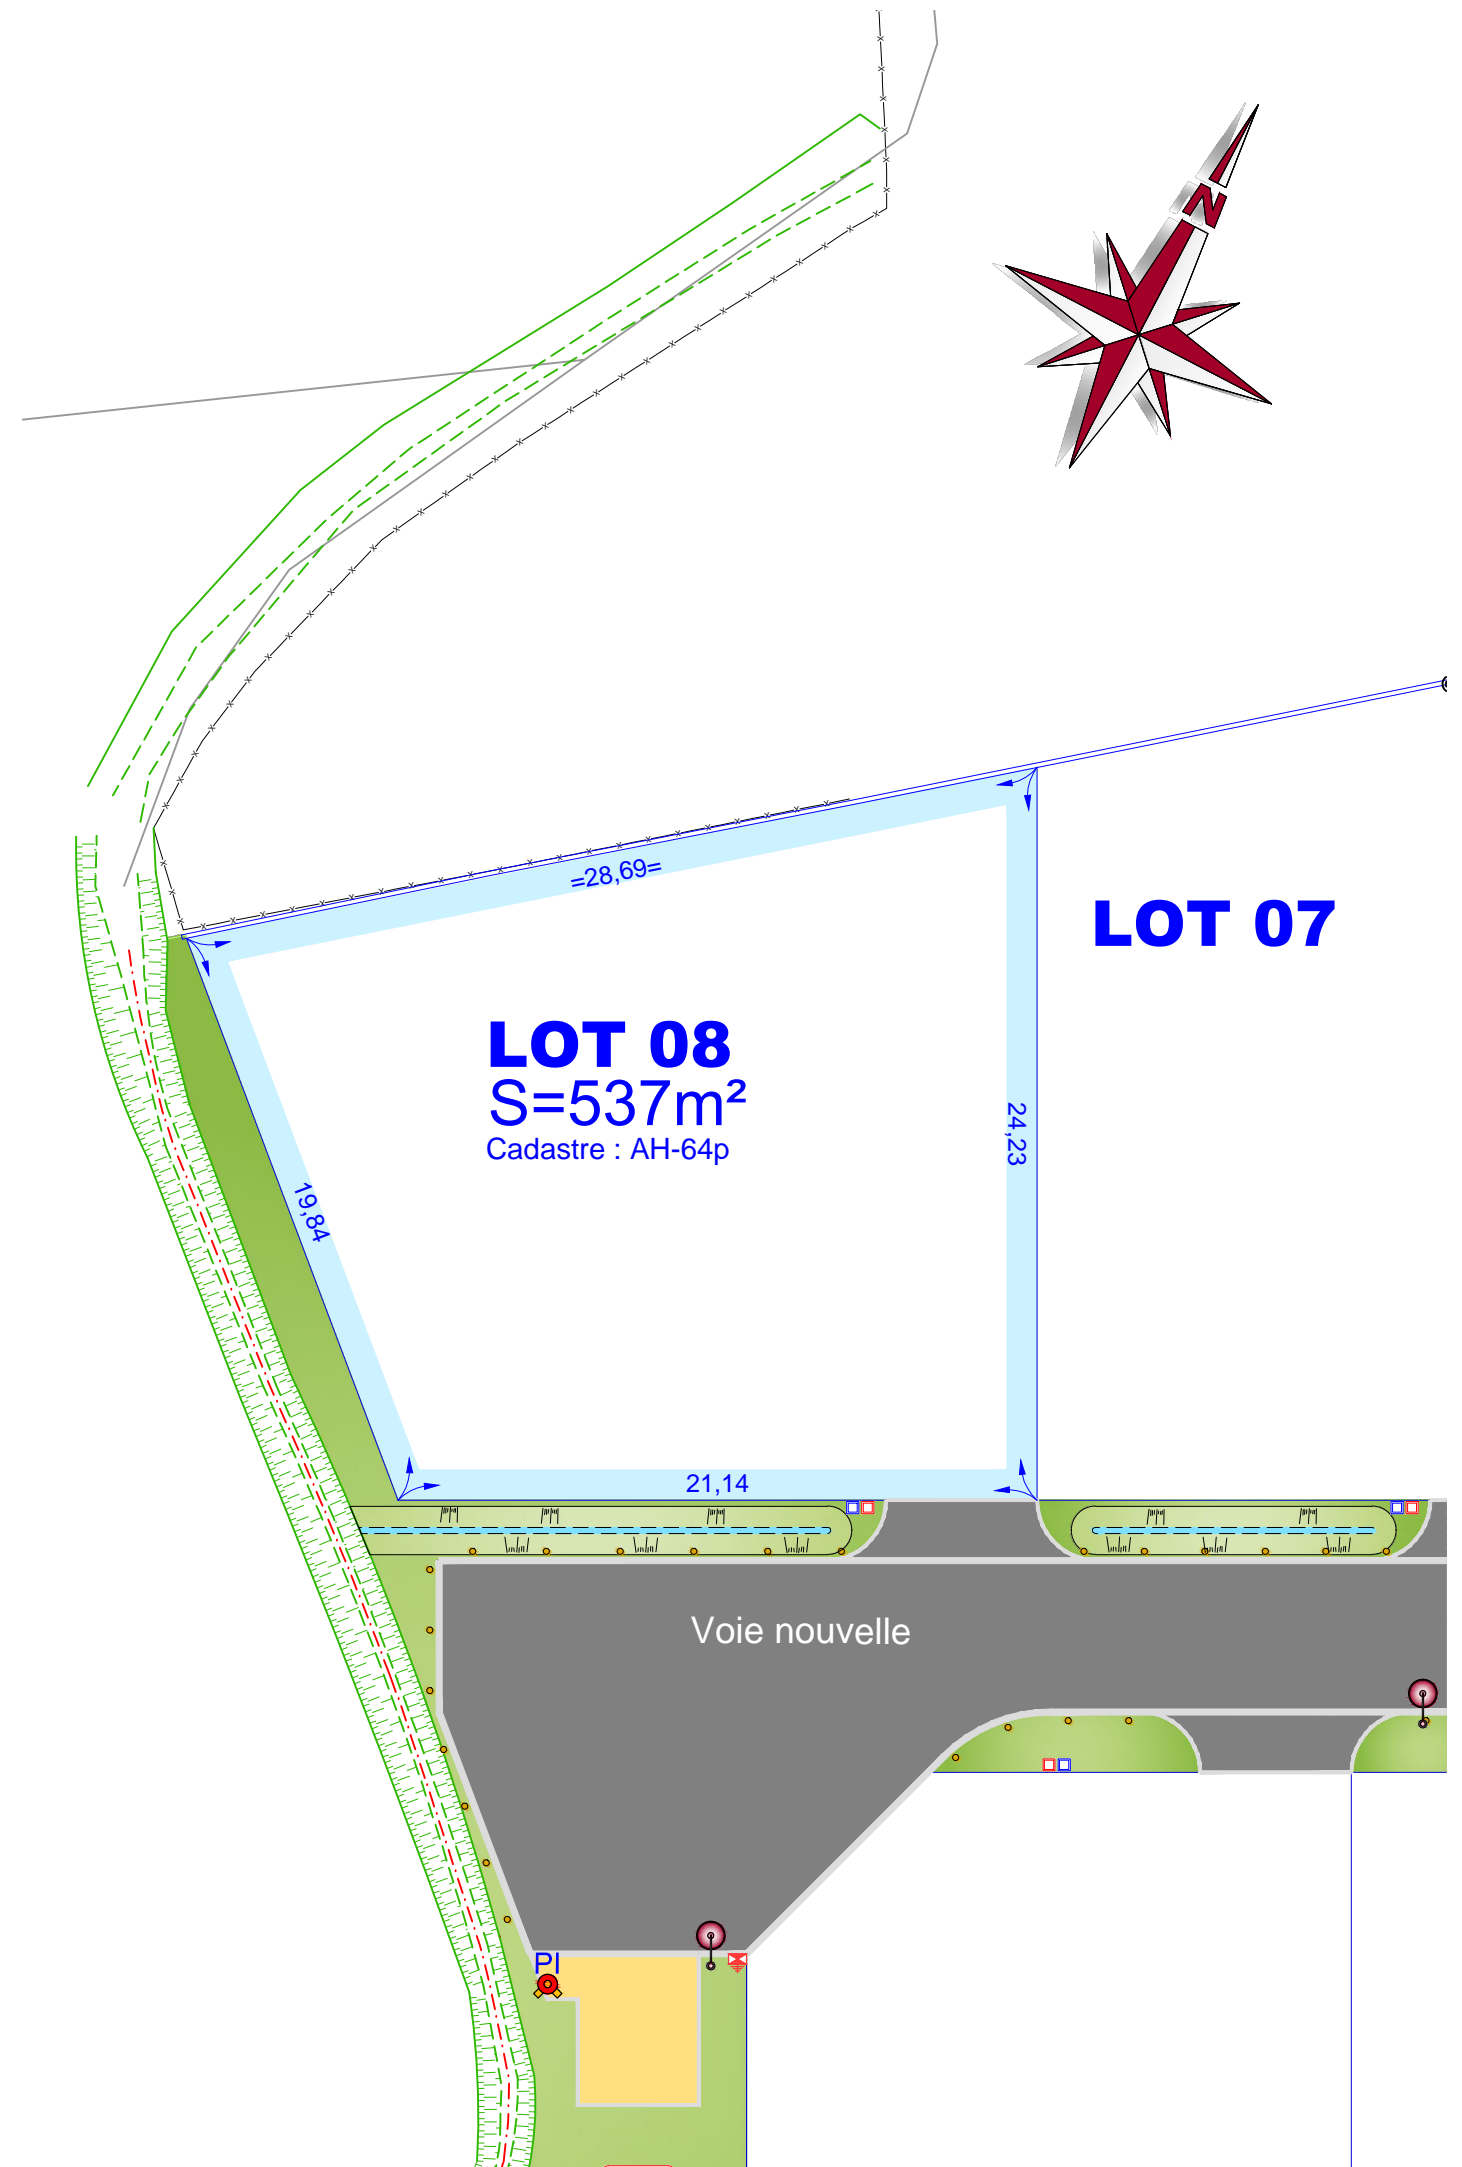 N
=28,69=
LOT 07
LOT 08
S=537m²
Cadastre : AH-64p
24,23
19,84
21,14
Voie nouvelle
PI